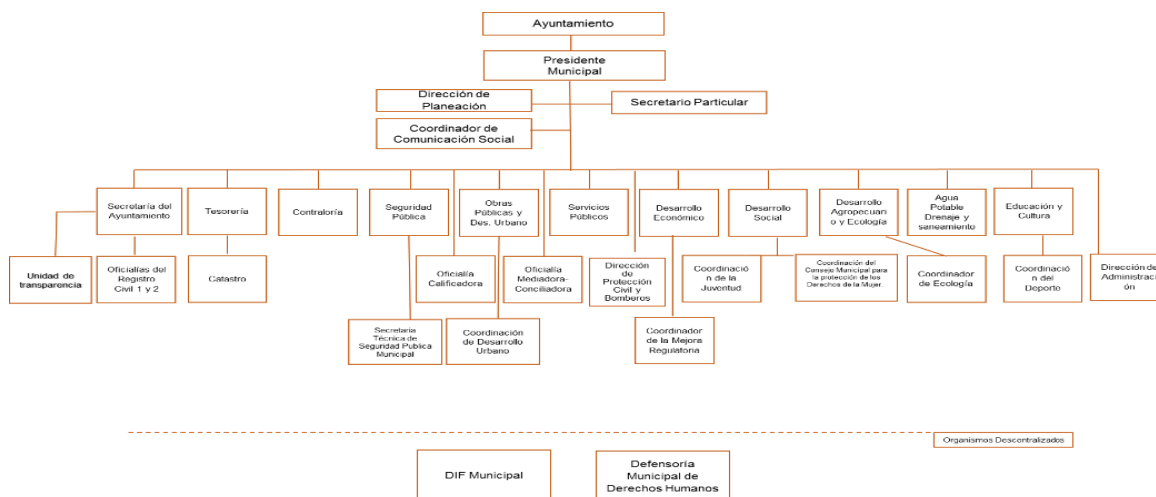 Ayuntamiento
Presidente
Municipal
Dirección de
Planeación
Secretario Particular
Coordinador de
Comunicación Social
Secretaría del
Ayuntamiento
Tesorería
Contraloría
Seguridad
Pública
Obras
Públicas y
Des. Urbano
Servicios
Públicos
Desarrollo
Económico
Desarrollo
Social
Desarrollo
Agropecuari
o y Ecología
Agua
Potable
Drenaje y
saneamiento
Educación y
Cultura
Unidad de
transparencia
Oficialías del
Registro
Civil 1 y 2
Catastro
Oficialía
Calificadora
Oficialía
Mediadora-
Conciliadora
Dirección
de
Protección
Civil y
Bomberos
Coordinació
n de la
Juventud
Coordinación del
Consejo Municipal para
la protección de los
Derechos de la Mujer.
Coordinador
de Ecología
Coordinació
n del
Deporte
Dirección de
Administraci
ón
Secretaría
Técnica de
Seguridad Publica
Municipal
Coordinación
de Desarrollo
Urbano
Coordinador
de la Mejora
Regulatoria
Organismos Descentralizados
DIF Municipal
Defensoría
Municipal de
Derechos Humanos